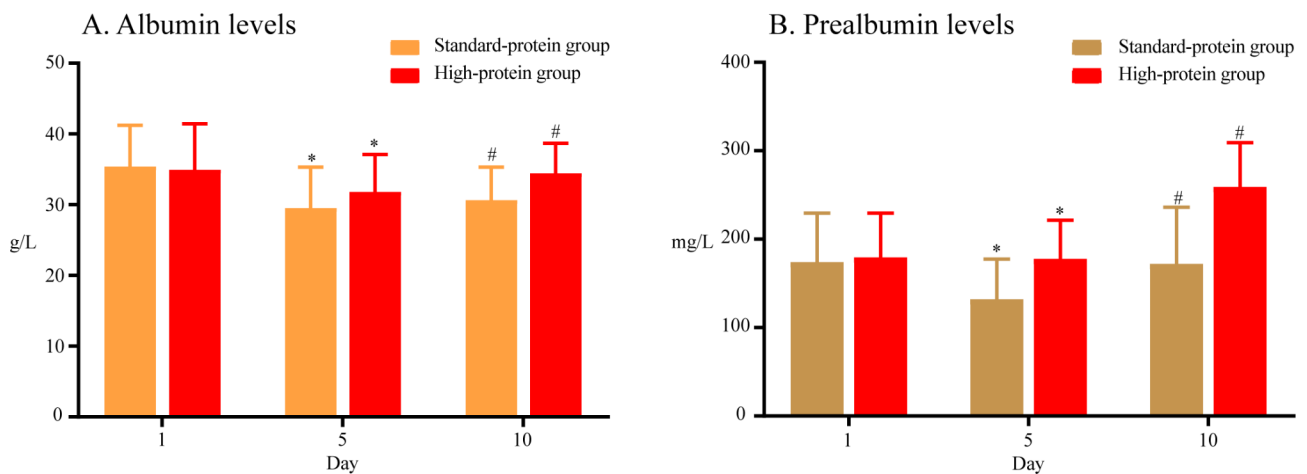 A. Albumin levels
Standard-protein group
High-protein group
50
40
30
20
10
0
g/L
* *
# #
1 5 10
Day
B. Prealbumin levels
Standard-protein group
High-protein group
400
300
200
100
0
mg/L
* *
# #
1 5 10
Day